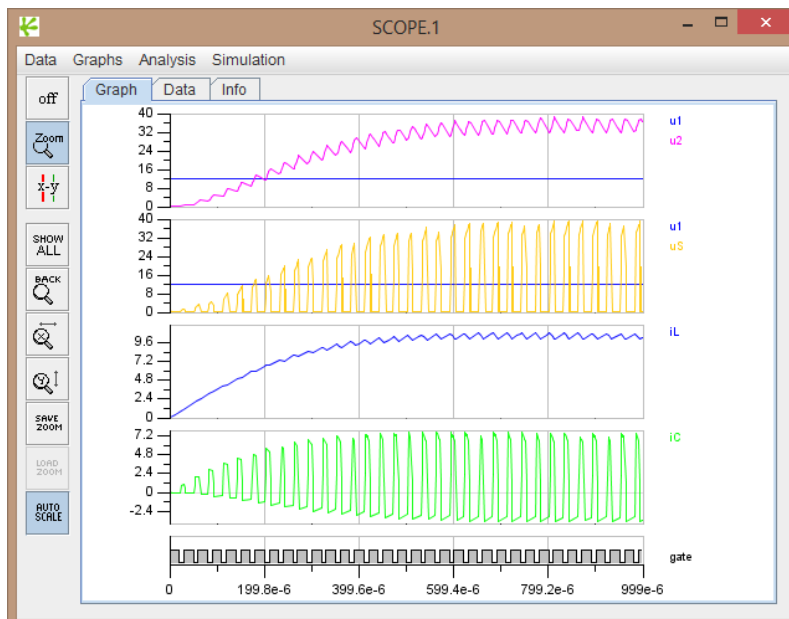 SCOPE.1
Data Graphs Analysis Simulation
off
Zoom
x-y
SHOW ALL
BACK
X
Y
SAVE ZOOM
LOAD ZOOM
AUTO SCALE
Graph Data Info
40
32
24
16
8
0
u1
u2
40
32
24
16
8
0
u1
uS
9.6
7.2
4.8
2.4
0
iL
7.2
4.8
2.4
0
-2.4
iC
gate
0 199.8e-6 399.6e-6 599.4e-6 799.2e-6 999e-6